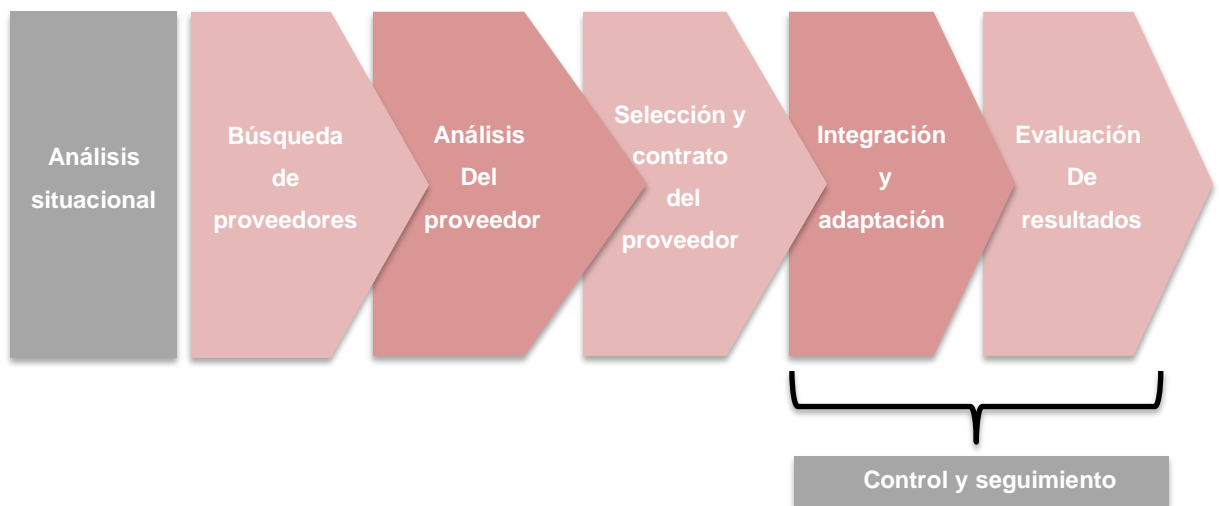 Análisis
situacional
Búsqueda
de
proveedores
Análisis
Del
proveedor
Selección y
contrato
del
proveedor
Integración
y
adaptación
Evaluación
De
resultados
Control y seguimiento